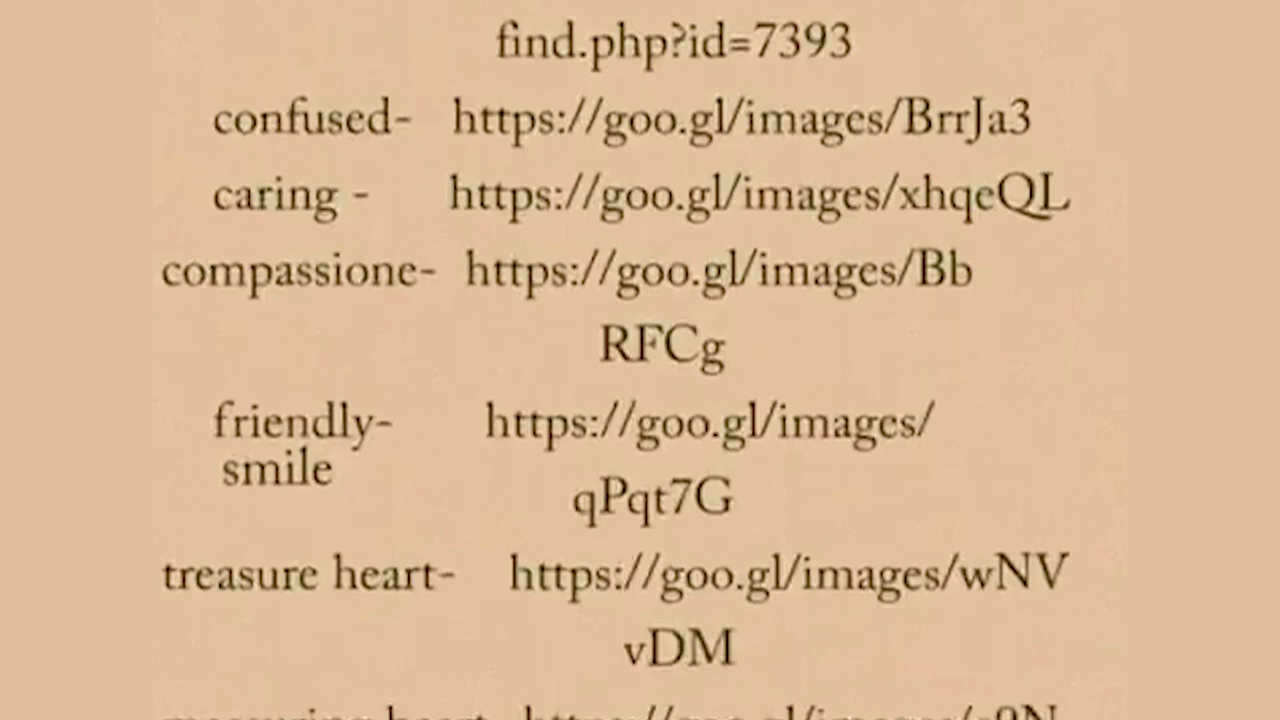 find.php?id=7393
confused- https://goo.gl/images/BrrJa3
caring - https://goo.gl/images/xhqeQL
compassione- https://goo.gl/images/Bb
RFCg
friendly- https://goo.gl/images/
smile
qPqt7G
treasure heart- https://goo.gl/images/wNV
vDM